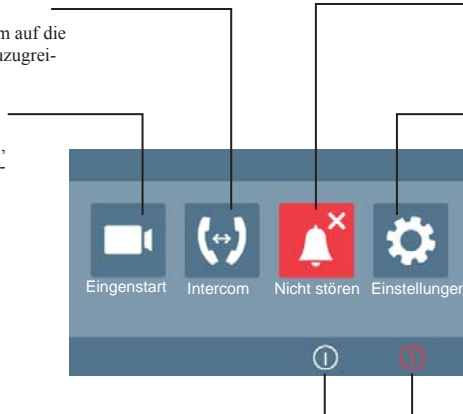 m auf die
zugrei-
Eingenstart
Intercom
Nicht stören
Einstellunger